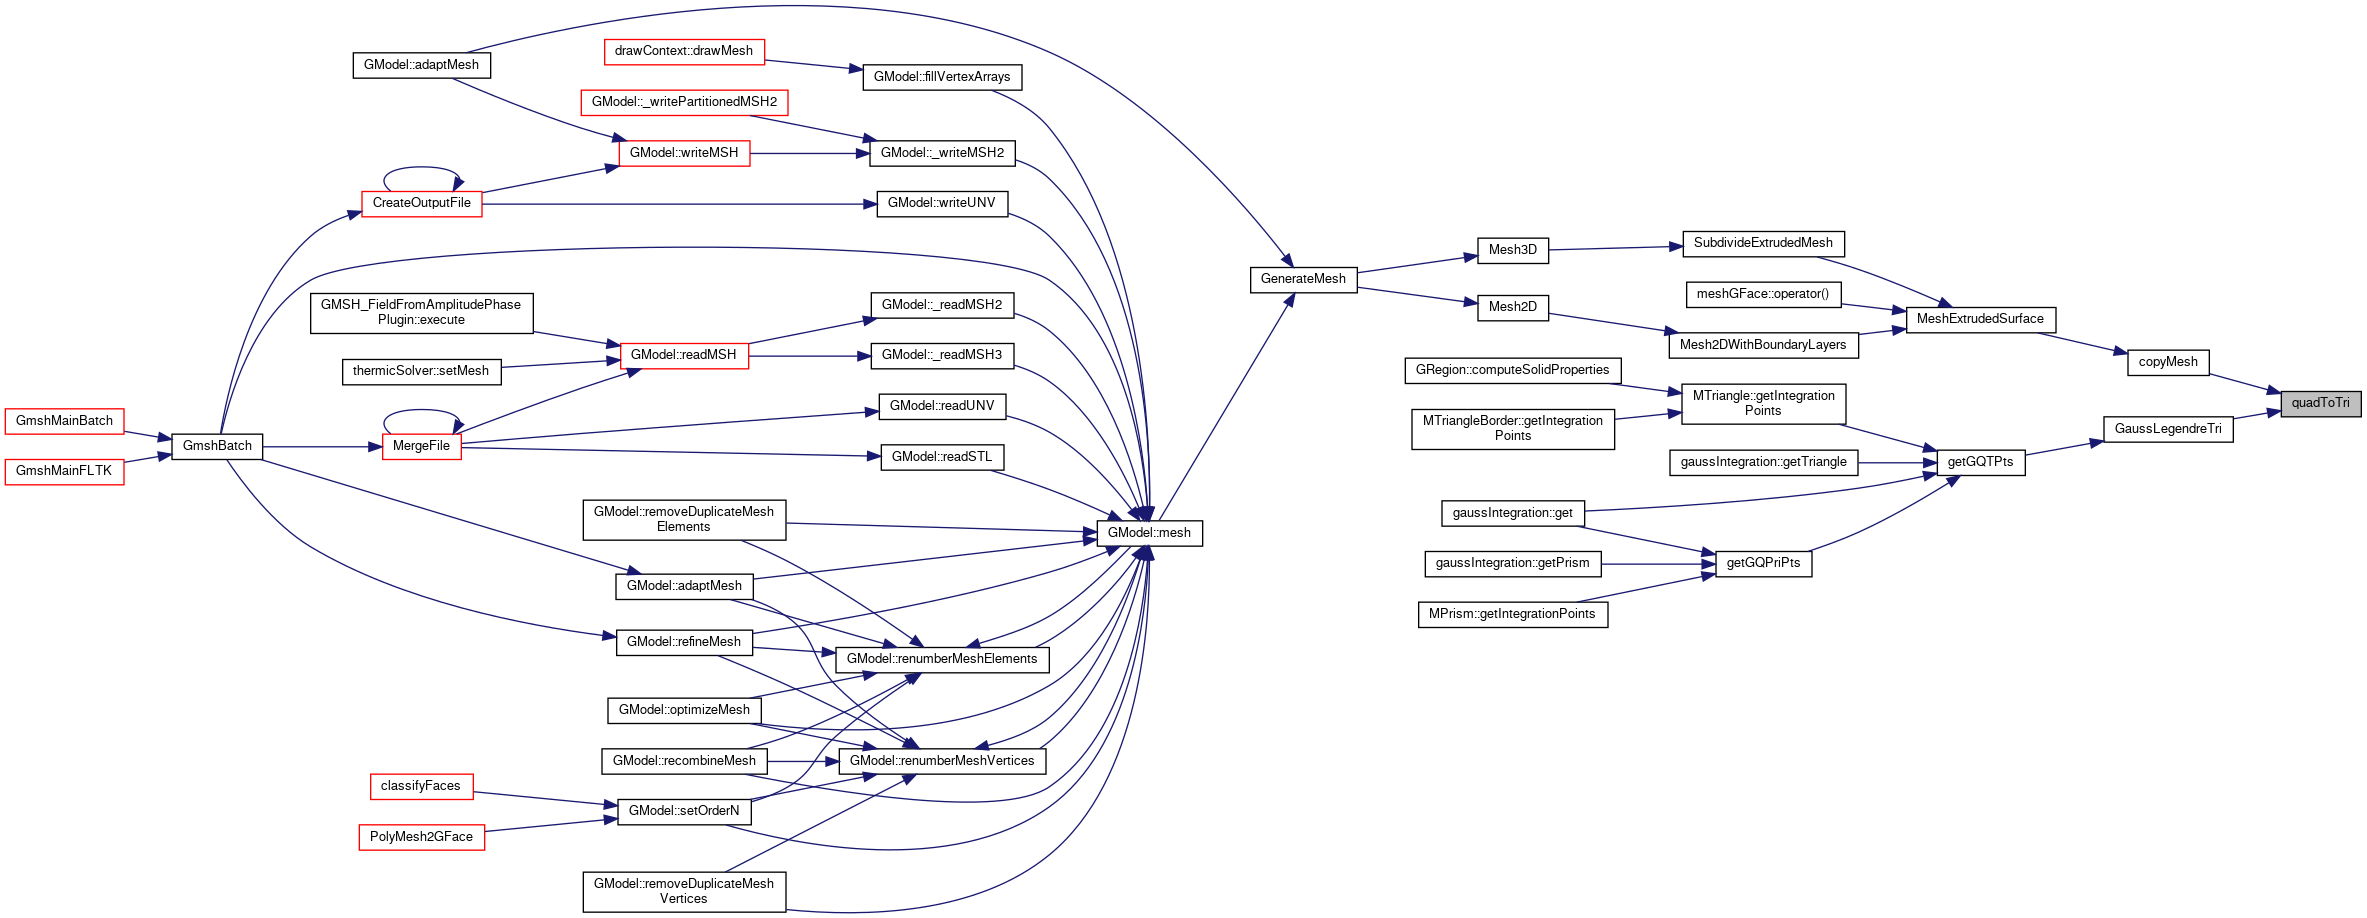 GModel::adaptMesh
drawContext::drawMesh
GModel::fillVertexArrays
GModel::_writePartitionedMSH2
GModel::writeMSH
GModel::_writeMSH2
CreateOutputFile
GModel::writeUNV
GMSH_FieldFromAmplitudePhase
Plugin::execute
GModel::_readMSH2
GModel::readMSH
GModel::_readMSH3
thermicSolver::setMesh
GModel::readUNV
GmshMainBatch
GmshBatch
MergeFile
GModel::readSTL
GmshMainFLTK
GModel::removeDuplicateMesh
Elements
GModel::mesh
GModel::adaptMesh
GModel::refineMesh
GModel::renumberMeshElements
GModel::optimizeMesh
GModel::recombineMesh
GModel::renumberMeshVertices
classifyFaces
GModel::setOrderN
PolyMesh2GFace
GModel::removeDuplicateMesh
Vertices
GenerateMesh
Mesh3D
SubdivideExtrudedMesh
Mesh2D
meshGFace::operator()
MeshExtrudedSurface
Mesh2DWithBoundaryLayers
copyMesh
GRegion::computeSolidProperties
MTriangle::getIntegration
Points
quadToTri
MTriangleBorder::getIntegration
Points
GaussLegendreTri
gaussIntegration::getTriangle
getGQTPts
gaussIntegration::get
gaussIntegration::getPrism
getGQPriPts
MPrism::getIntegrationPoints